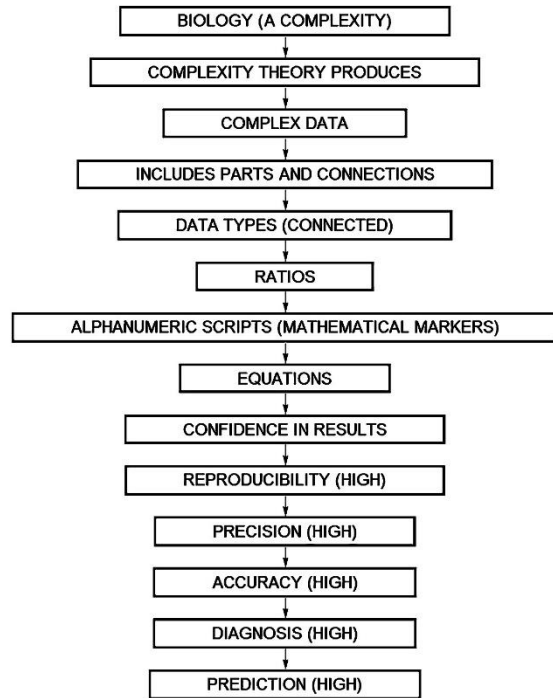 BIOLOGY (A COMPLEXITY)
COMPLEXITY THEORY PRODUCES
COMPLEX DATA
INCLUDES PARTS AND CONNECTIONS
DATA TYPES (CONNECTED)
RATIOS
ALPHANUMERIC SCRIPTS (MATHEMATICAL MARKERS)
EQUATIONS
CONFIDENCE IN RESULTS
REPRODUCIBILITY (HIGH)
PRECISION (HIGH)
ACCURACY (HIGH)
DIAGNOSIS (HIGH)
PREDICTION (HIGH)